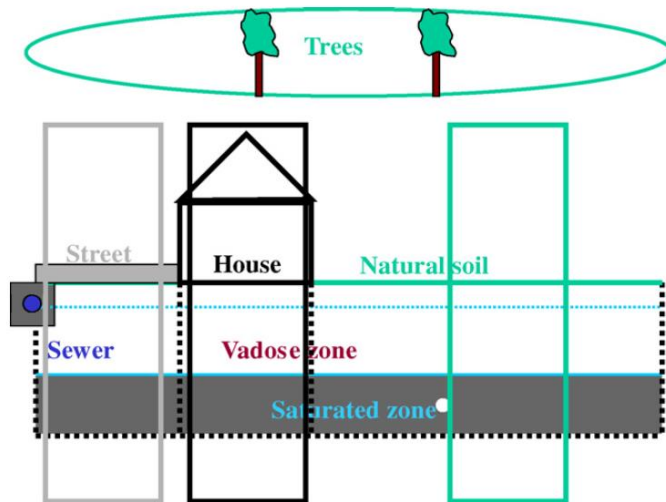 Trees
Street
House
Natural soil
Sewer
Vadose zone
Saturated zone